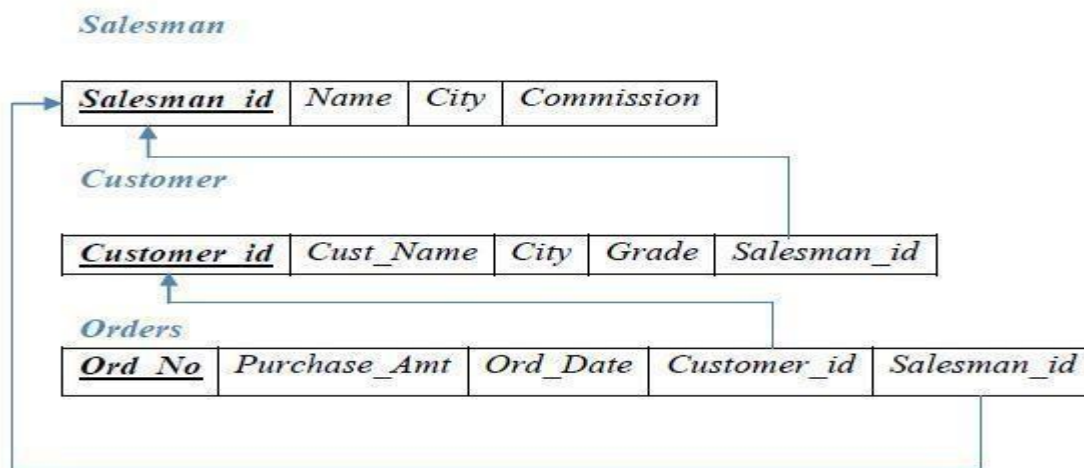 Salesman
Salesman_id Name City Commission
Customer
Customer_id Cust_Name City Grade Salesman_id
Orders
Ord_No Purchase_Amt Ord_Date Customer_id Salesman_id